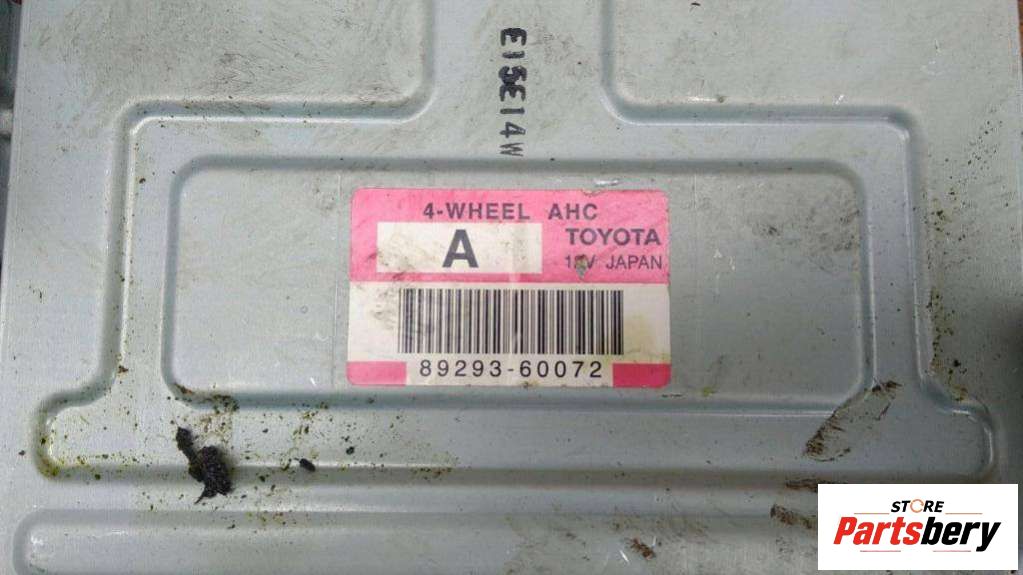 E15E14W
4-WHEEL AHC
A
TOYOTA
12V JAPAN
89293-60072
STORE
Partsbery